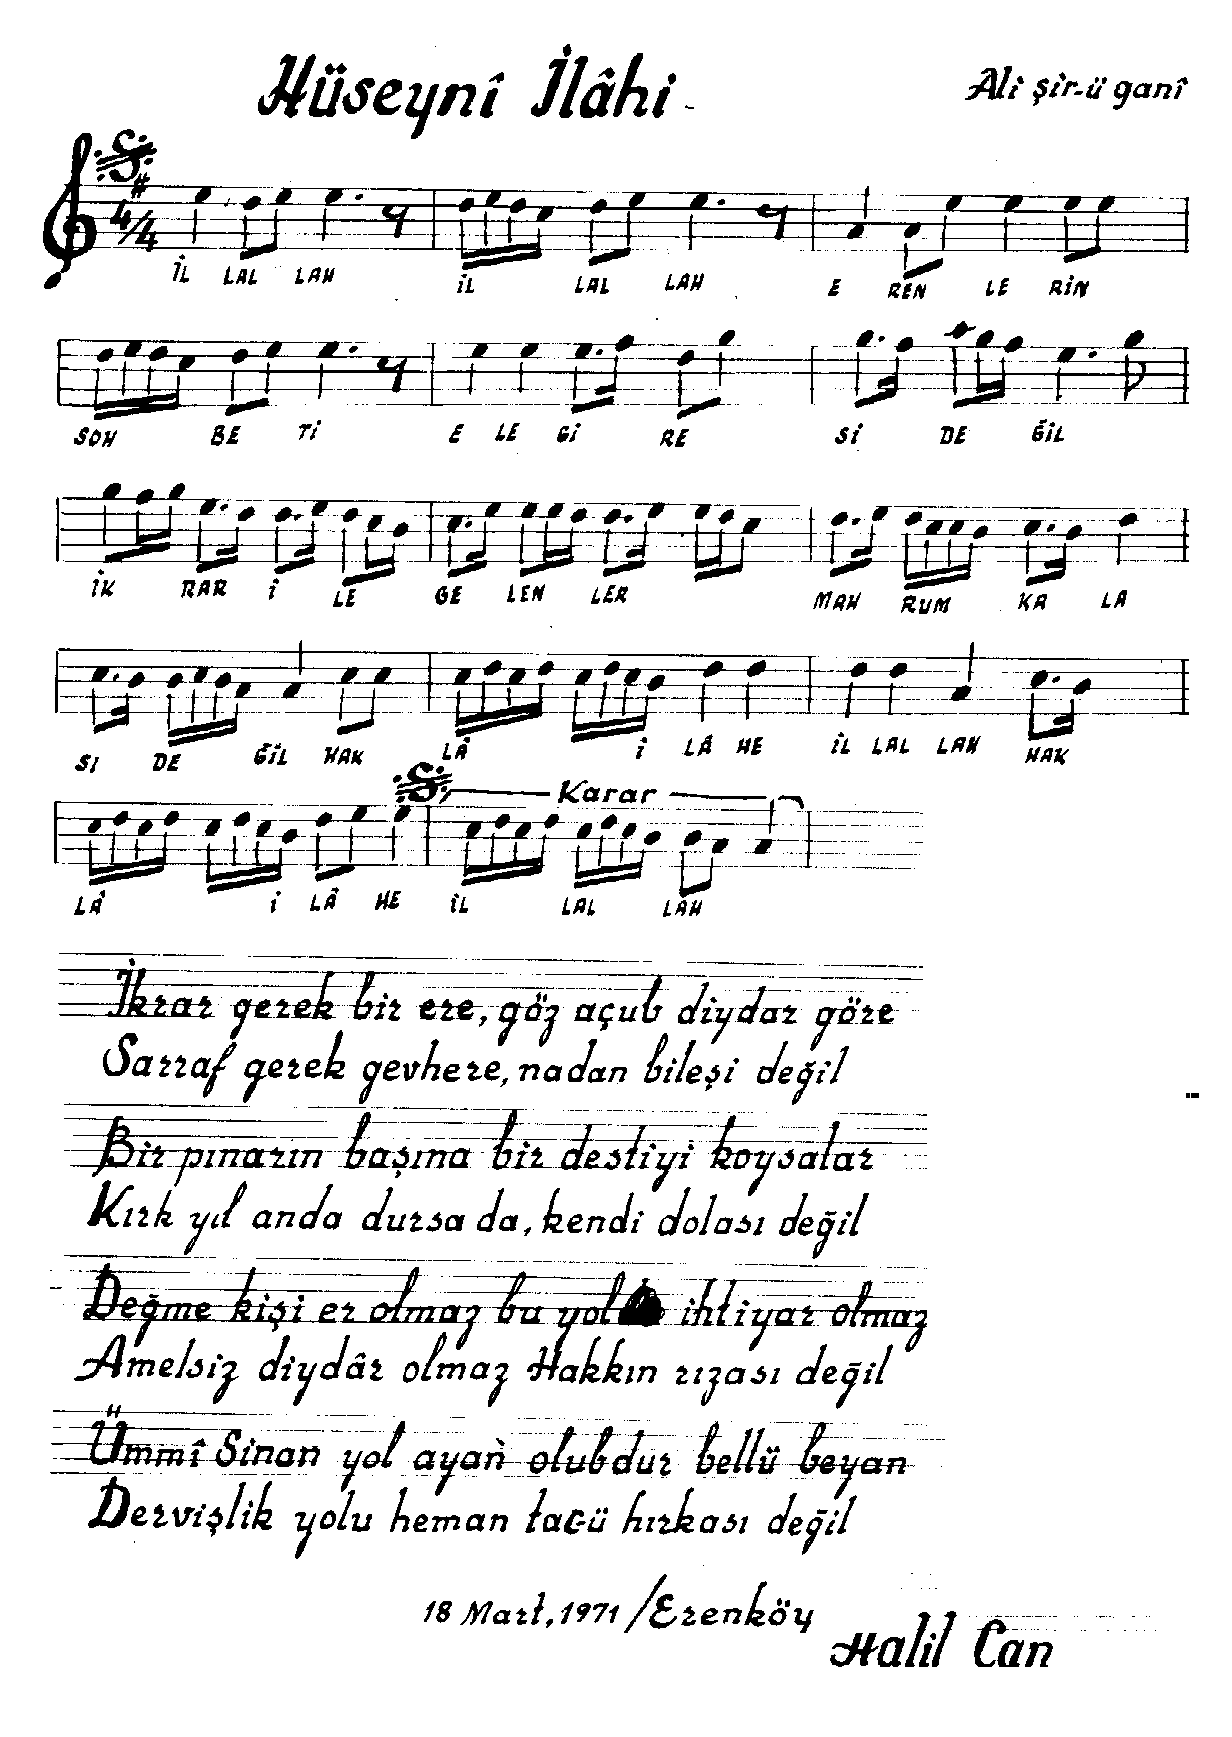 Hüseynî İlâhi
Ali şir-ü ganî
4/4
İL LAL LAH İL LAL LAH E REN LE RİN
SOH BE Tİ E LE Gİ RE Sİ DE ĞİL
İK RAR İ LE GE LEN LER MAH RUM KA LA
SI DE ĞİL HAK LÂ İ LÂ HE İL LAL LAH HAK
Karar
LÂ İ LÂ HE İL LAL LAH
İkrar gerek bir ere, göz açub diydar göre
Sarraf gerek gevhere, nadan bileşi değil
Bir pınarın başına bir destiyi koysalar
Kırk yıl anda dursa da, kendi dolası değil
Değme kişi er olmaz bu yol ihtiyar olmaz
Amelsiz diydâr olmaz Hakkın rızası değil
Ümmî Sinan yol ayan olubdur bellü beyan
Dervişlik yolu heman tacü hırkası değil
18 Mart, 1971 / Erenköy
Halil Can